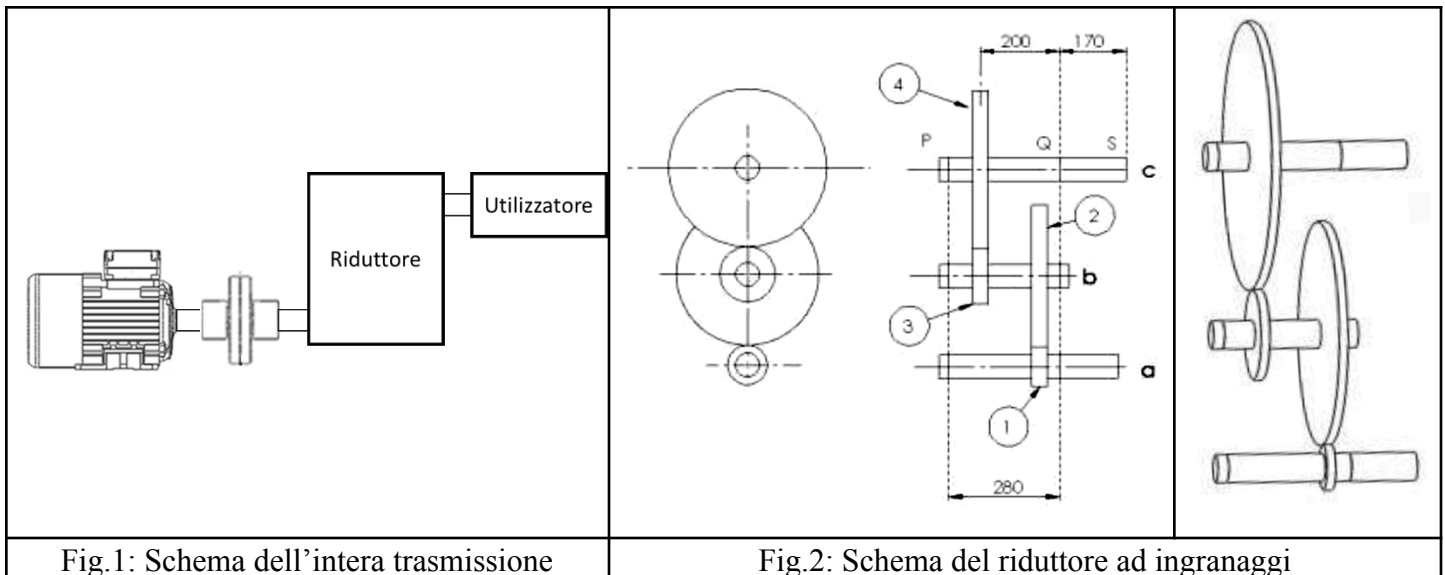 Riduttore
Utilizzatore
200 170
4
P Q S c
2
b
3
a
1
280
Fig.1: Schema dell’intera trasmissione
Fig.2: Schema del riduttore ad ingranaggi